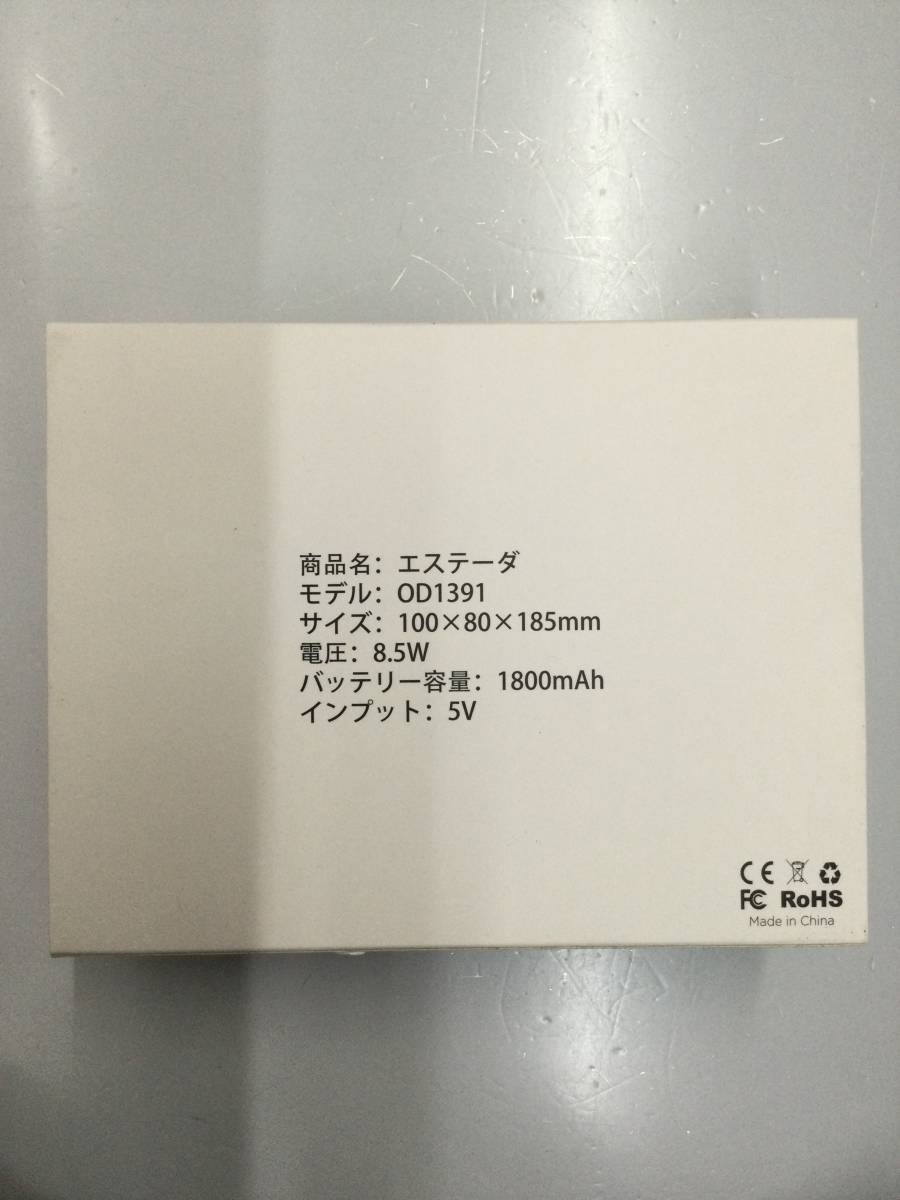 商品名：エステーダ
モデル：OD1391
サイズ：100×80×185mm
電圧：8.5W
バッテリー容量：1800mAh
インプット：5V
CE
FC RoHS
Made in China